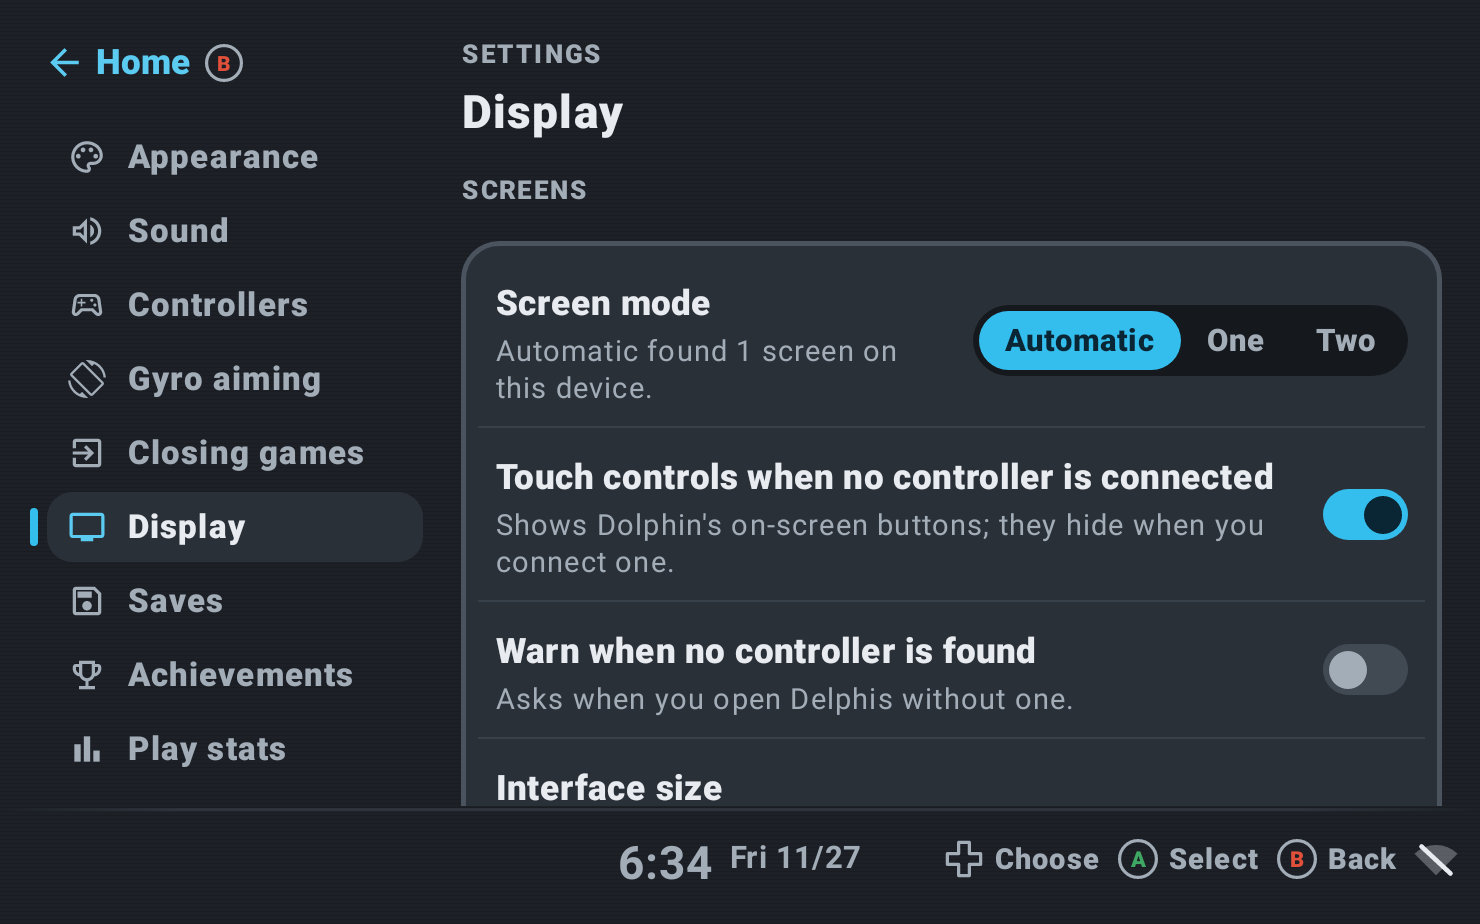 Home B
Appearance
Sound
Controllers
Gyro aiming
Closing games
Display
Saves
Achievements
Play stats
SETTINGS
Display
SCREENS
Screen mode
Automatic found 1 screen on
this device.
Automatic One Two
Touch controls when no controller is connected
Shows Dolphin's on-screen buttons; they hide when you
connect one.
Warn when no controller is found
Asks when you open Delphis without one.
Interface size
6:34 Fri 11/27 Choose A Select B Back